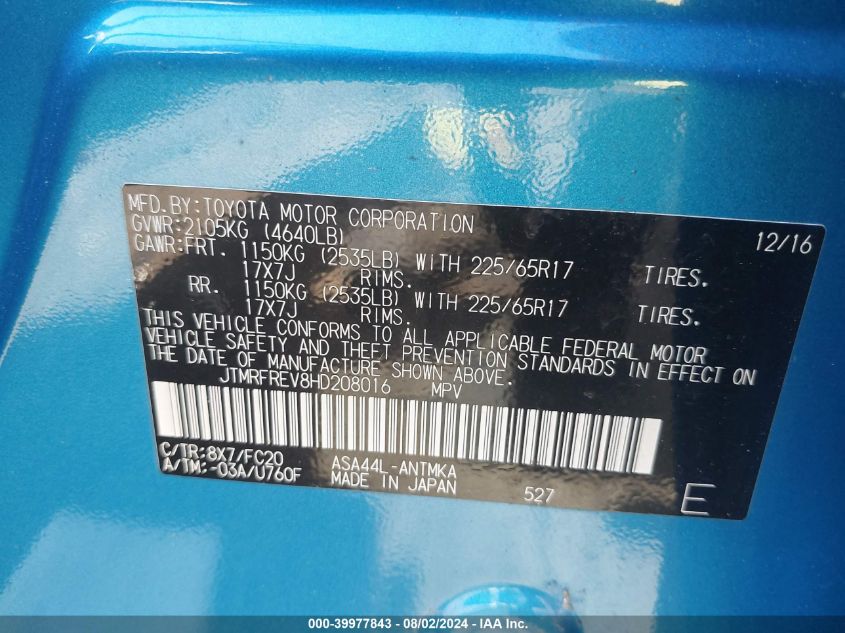 MFD.BY:TOYOTA MOTOR CORPORATION 12/16
GVWR:2105KG (4640LB)
GAWR:FRT. 1150KG (2535LB) WITH 225/65R17 TIRES.
17X7J RIMS.
RR. 1150KG (2535LB) WITH 225/65R17 TIRES.
17X7J RIMS.
THIS VEHICLE CONFORMS TO ALL APPLICABLE FEDERAL MOTOR
VEHICLE SAFETY AND THEFT PREVENTION STANDARDS IN EFFECT ON
THE DATE OF MANUFACTURE SHOWN ABOVE.
JTMRFREV8HD208016 MPV
C/TR:8X7/FC20 ASA44L-ANTMKA
A/TM:-03A/U760F MADE IN JAPAN 527 E
000-39977843 - 08/02/2024 - IAA Inc.